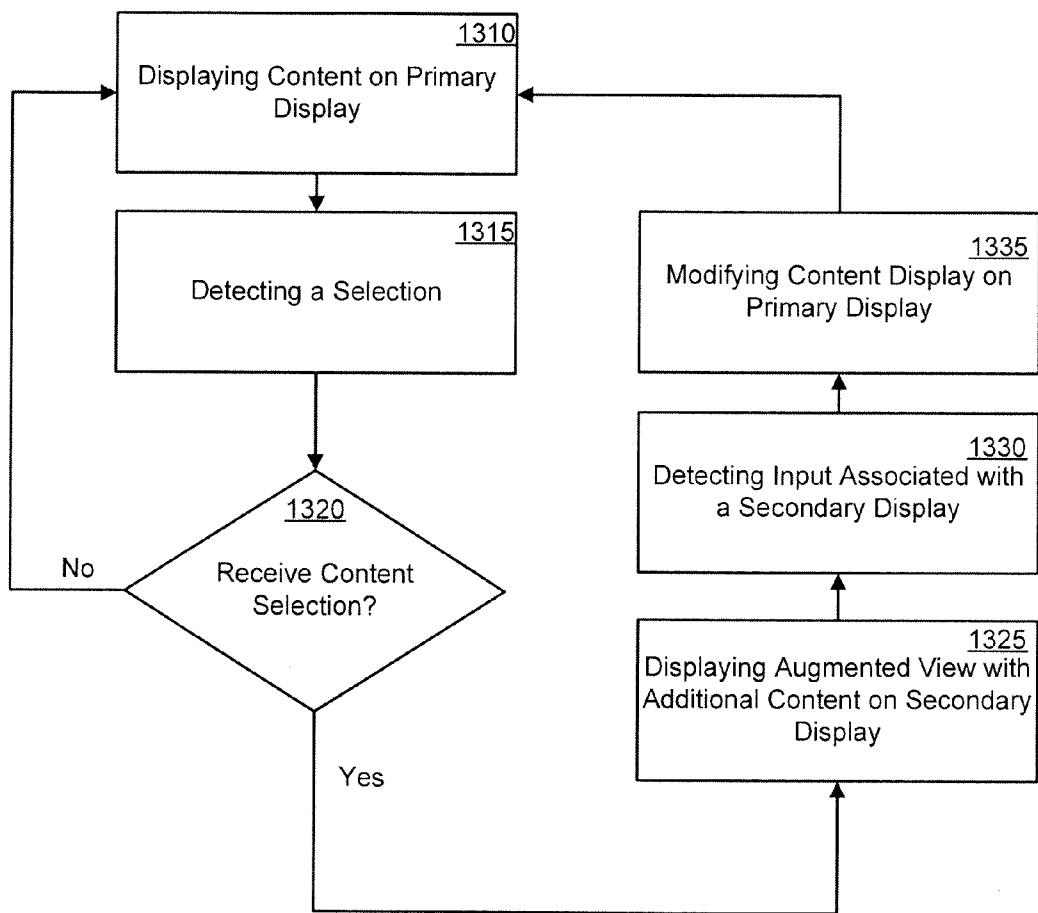 1310
Displaying Content on Primary
Display
1315
Detecting a Selection
1320
Receive Content
Selection?
No
Yes
1325
Displaying Augmented View with
Additional Content on Secondary
Display
1330
Detecting Input Associated with
a Secondary Display
1335
Modifying Content Display on
Primary Display